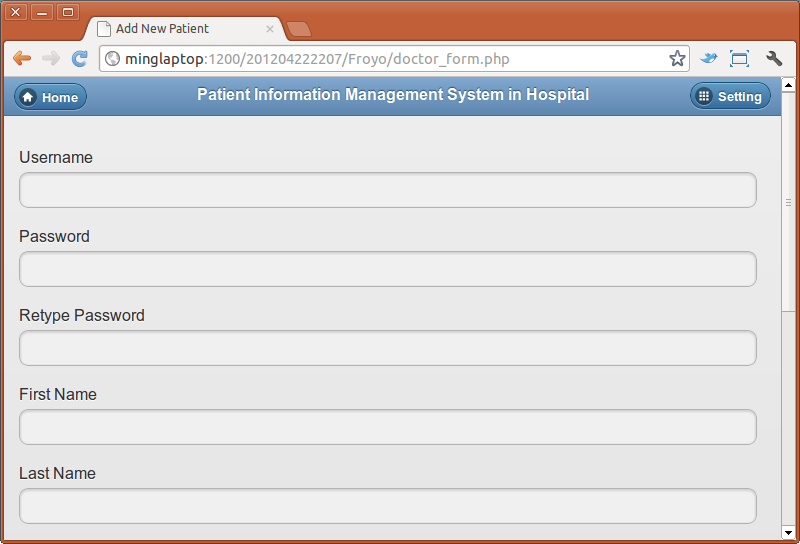 Add New Patient
minglaptop:1200/201204222207/Froyo/doctor_form.php
Home
Patient Information Management System in Hospital
Setting
Username
Password
Retype Password
First Name
Last Name